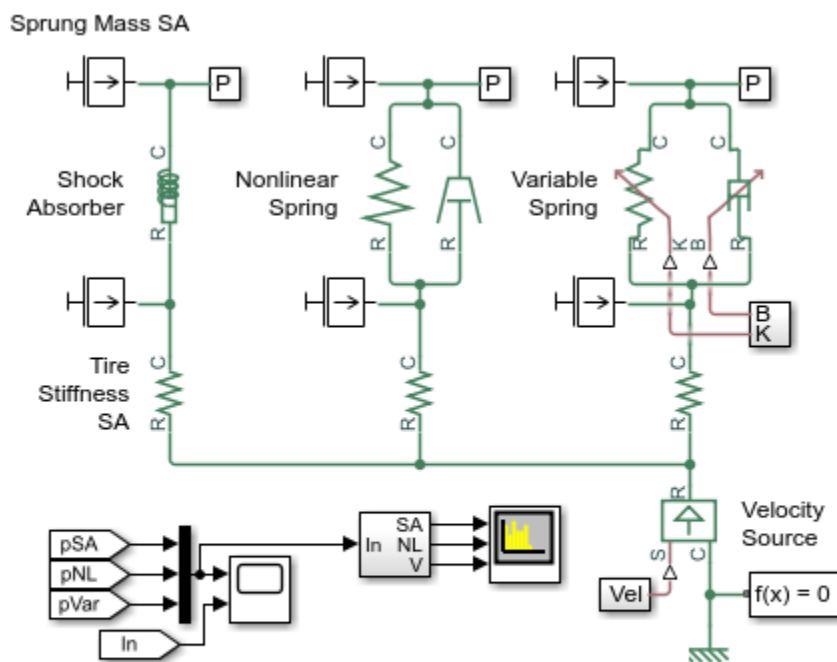 Sprung Mass SA
P
P
P
C
C
C
C
C
Shock
Absorber
Nonlinear
Spring
Variable
Spring
R
R
R
R
K
B
R
B
K
Tire
Stiffness
SA
C
R
C
R
C
R
R
Velocity
Source
S
C
pSA
pNL
pVar
In
In
SA
NL
V
Vel
f(x) = 0